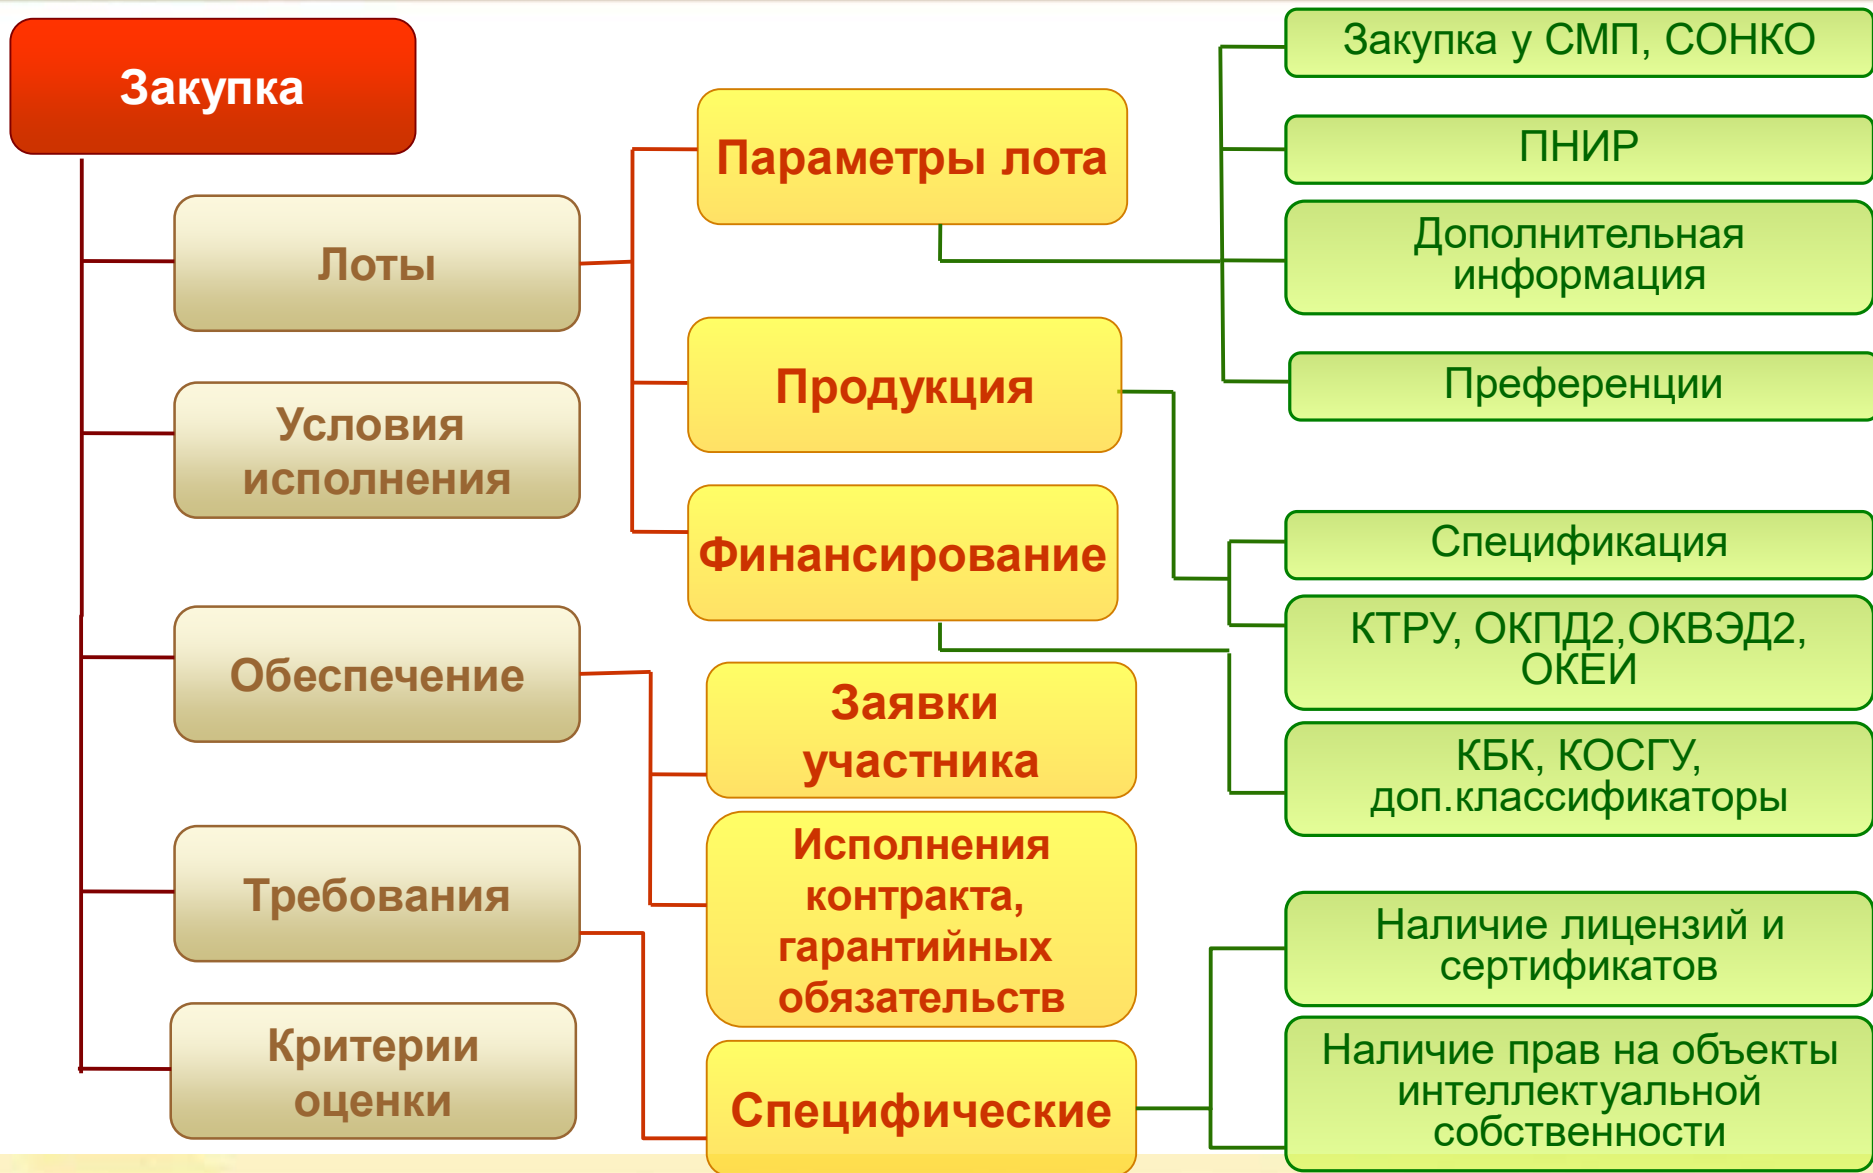 Закупка
Лоты
Условия
исполнения
Обеспечение
Требования
Критерии
оценки
Параметры лота
Продукция
Финансирование
Заявки
участника
Исполнения
контракта,
гарантийных
обязательств
Специфические
Закупка у СМП, СОНКО
ПНИР
Дополнительная
информация
Преференции
Спецификация
КТРУ, ОКПД2,ОКВЭД2,
ОКЕИ
КБК, КОСГУ,
доп.классификаторы
Наличие лицензий и
сертификатов
Наличие прав на объекты
интеллектуальной
собственности